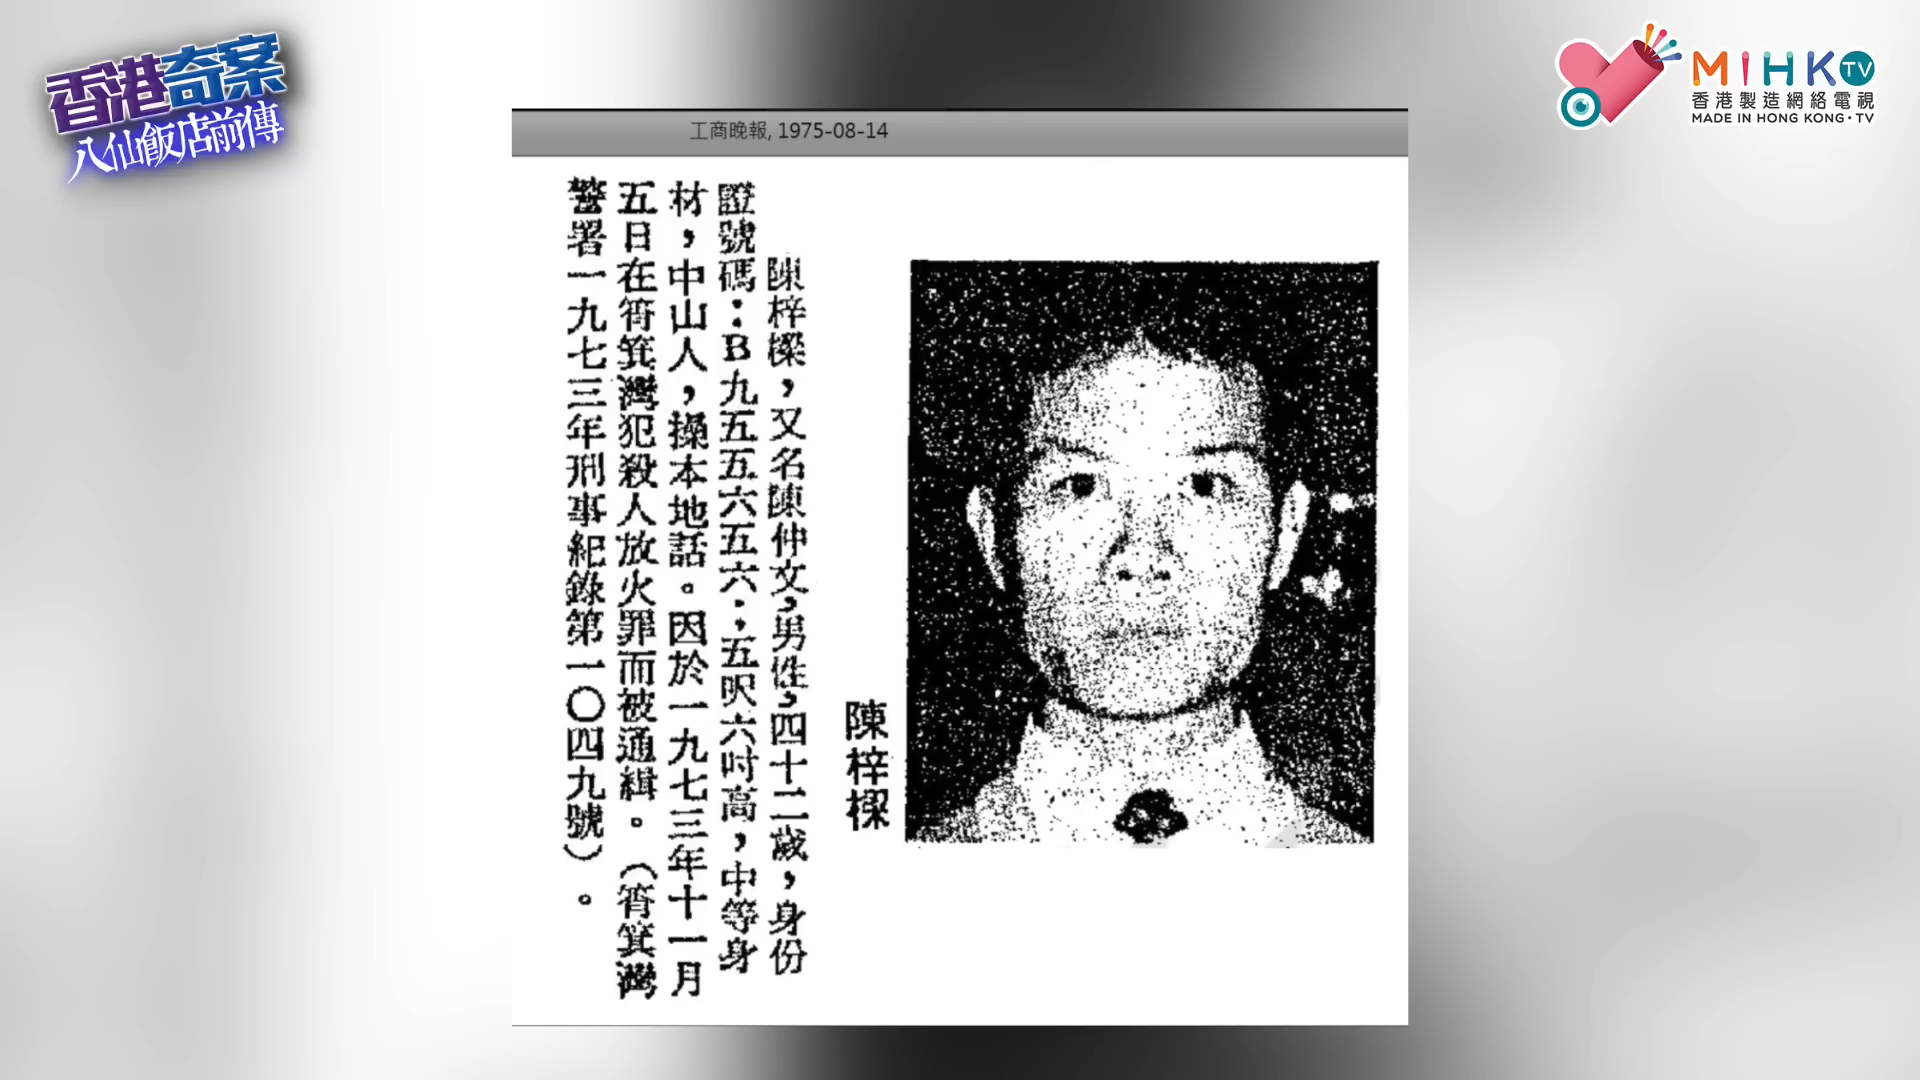 香港奇案
八仙飯店前傳
MIHK TV
香港製造網絡電視
MADE IN HONG KONG•TV
工商晚報, 1975-08-14
陳梓樑
陳梓樑，又名陳仲文，男性，四十二歲，身份
證號碼：B九五五六五六．，五呎六吋高，中等身
材，中山人，操本地話。因於一九七三年十一月
五日在筲箕灣犯殺人放火罪而被通緝。（筲箕灣
警署一九七三年刑事紀錄第一〇四九號）。